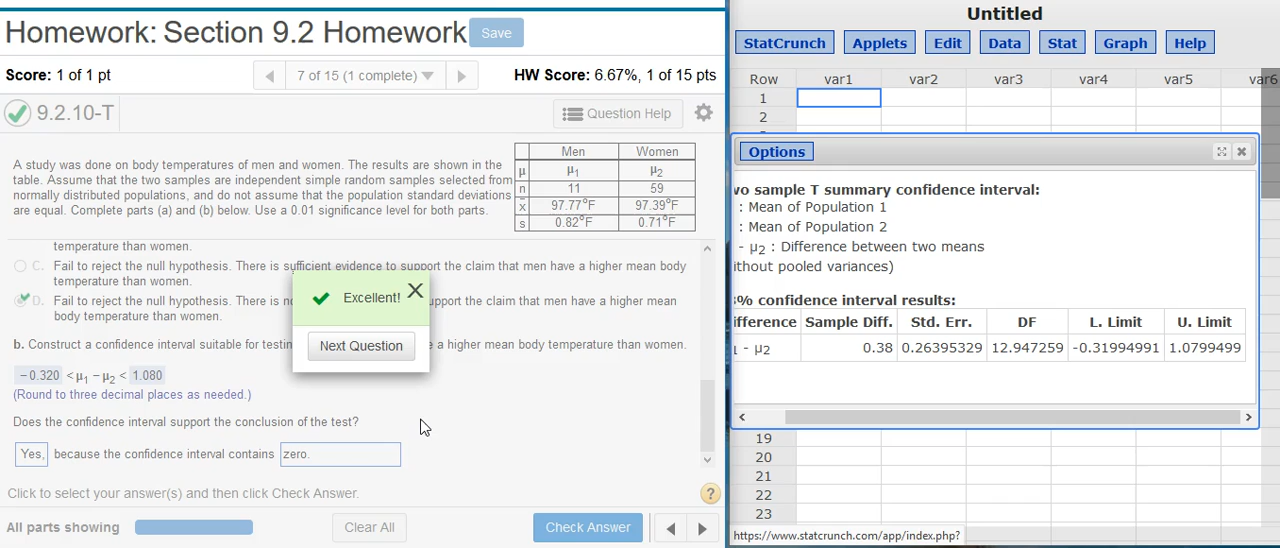 Homework: Section 9.2 Homework Save
Score: 1 of 1 pt 7 of 15 (1 complete) HW Score: 6.67%, 1 of 15 pts
9.2.10-T Question Help
A study was done on body temperatures of men and women. The results are shown in the
table. Assume that the two samples are independent simple random samples selected from
normally distributed populations, and do not assume that the population standard deviations
are equal. Complete parts (a) and (b) below. Use a 0.01 significance level for both parts.
Men Women
μ μ1 μ2
n 11 59
x̄ 97.77°F 97.39°F
s 0.82°F 0.71°F
temperature than women.
C. Fail to reject the null hypothesis. There is sufficient evidence to support the claim that men have a higher mean body
temperature than women.
D. Fail to reject the null hypothesis. There is no upport the claim that men have a higher mean
body temperature than women.
Excellent!
Next Question
b. Construct a confidence interval suitable for testin e a higher mean body temperature than women.
−0.320 < μ1 − μ2 < 1.080
(Round to three decimal places as needed.)
Does the confidence interval support the conclusion of the test?
Yes, because the confidence interval contains zero.
Click to select your answer(s) and then click Check Answer.
All parts showing Clear All Check Answer
?
Untitled
StatCrunch Applets Edit Data Stat Graph Help
Row var1 var2 var3 var4 var5 var6
1
2
Options
wo sample T summary confidence interval:
: Mean of Population 1
: Mean of Population 2
- μ2 : Difference between two means
ithout pooled variances)
% confidence interval results:
ifference Sample Diff. Std. Err. DF L. Limit U. Limit
1 - μ2 0.38 0.26395329 12.947259 -0.31994991 1.0799499
19
20
21
22
23
https://www.statcrunch.com/app/index.php?